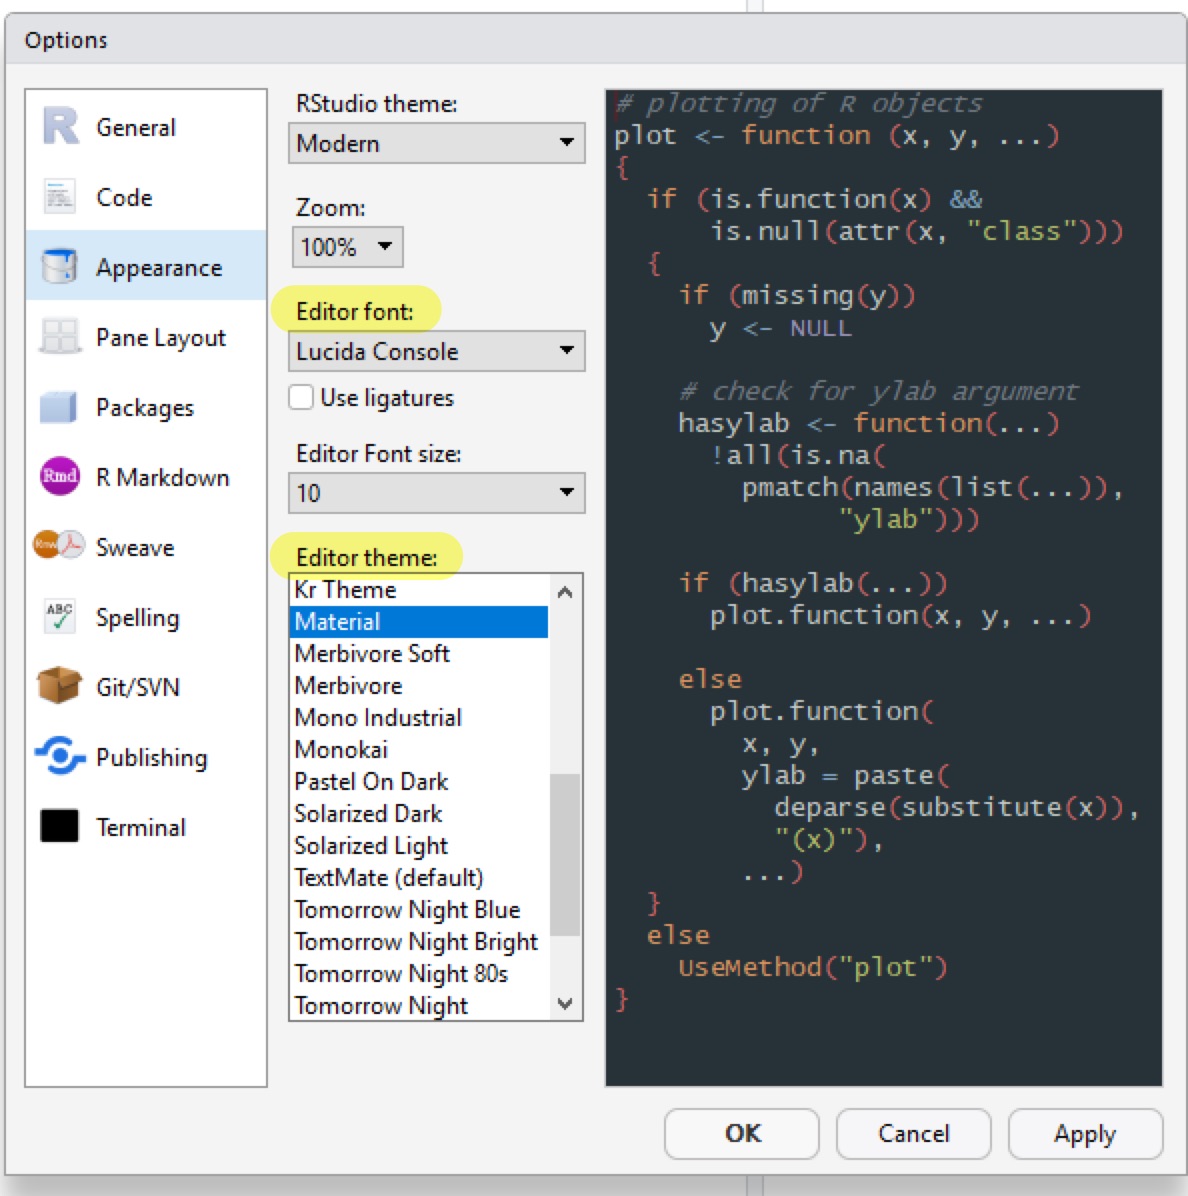 Options
R
General
Code
Appearance
Pane Layout
Packages
Rmd
R Markdown
Rnw
Sweave
ABC
Spelling
Git/SVN
Publishing
Terminal
RStudio theme:
Modern
Zoom:
100%
Editor font:
Lucida Console
Use ligatures
Editor Font size:
10
Editor theme:
Kr Theme
Material
Merbivore Soft
Merbivore
Mono Industrial
Monokai
Pastel On Dark
Solarized Dark
Solarized Light
TextMate (default)
Tomorrow Night Blue
Tomorrow Night Bright
Tomorrow Night 80s
Tomorrow Night
# plotting of R objects
plot <- function (x, y, ...)
{
  if (is.function(x) &&
      is.null(attr(x, "class")))
  {
    if (missing(y))
      y <- NULL
    # check for ylab argument
    hasylab <- function(...)
      !all(is.na(
        pmatch(names(list(...)),
              "ylab")))
    if (hasylab(...))
      plot.function(x, y, ...)
    else
      plot.function(
        x, y,
        ylab = paste(
          deparse(substitute(x)),
          "(x)"),
        ...)
  }
  else
    UseMethod("plot")
}
OK
Cancel
Apply